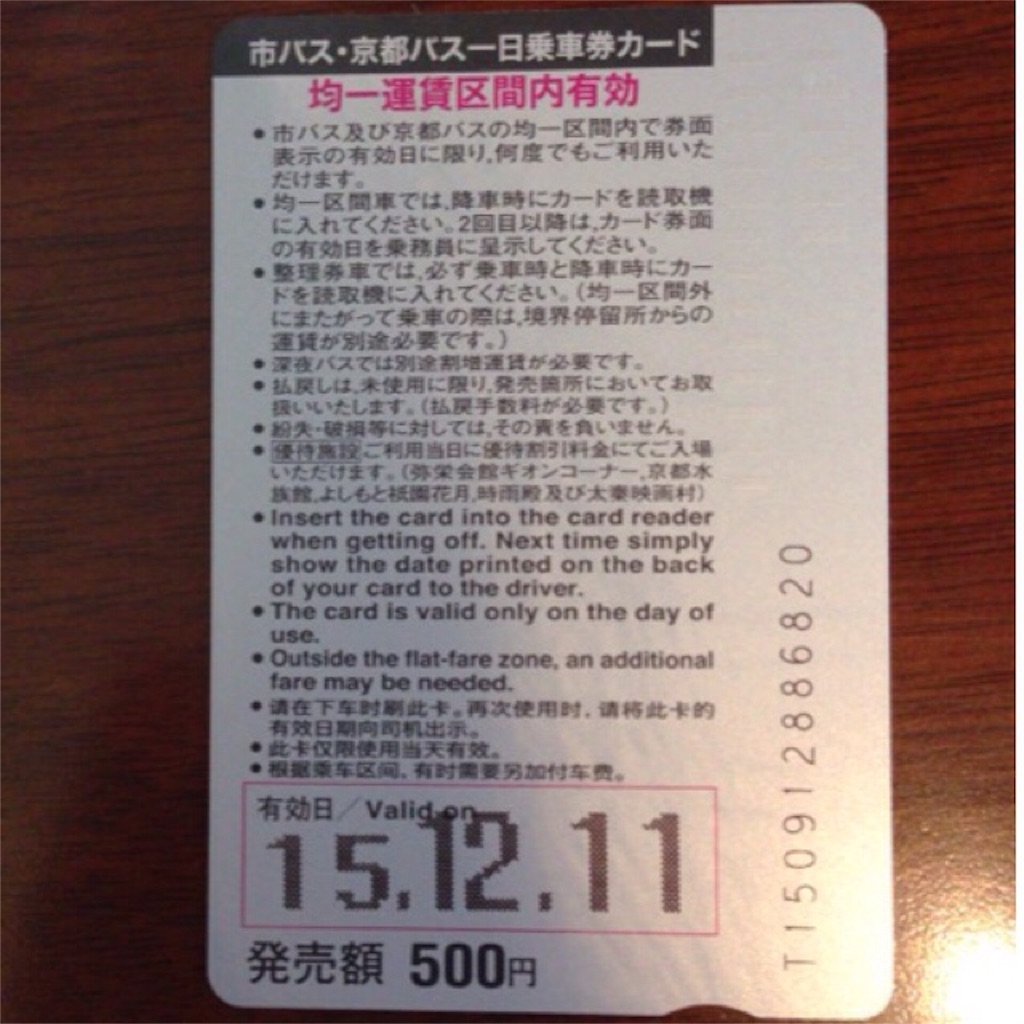 市バス・京都バス一日乗車券カード
均一運賃区間内有効
●市バス及び京都バスの均一区間内で券面
表示の有効日に限り,何度でもご利用いた
だけます。
●均一区間車では,降車時にカードを読取機
に入れてください。2回目以降は,カード券面
の有効日を乗務員に呈示してください。
●整理券車では,必ず乗車時と降車時にカー
ドを読取機に入れてください。(均一区間外
にまたがって乗車の際は,境界停留所からの
運賃が別途必要です。)
●深夜バスでは別途割増運賃が必要です。
●払戻しは,未使用に限り,発売箇所においてお取
扱いいたします。(払戻手数料が必要です。)
●紛失・破損等に対しては,その責を負いません。
●優待施設ご利用当日に優待割引料金にてご入場
いただけます。(弥栄会館ギオンコーナー,京都水
族館,よしもと祇園花月,時雨殿及び太秦映画村)
●Insert the card into the card reader
when getting off. Next time simply
show the date printed on the back
of your card to the driver.
●The card is valid only on the day of
use.
●Outside the flat-fare zone, an additional
fare may be needed.
●请在下车时刷此卡。再次使用时，请将此卡的
有效日期向司机出示。
●此卡仅限使用当天有效。
●根据乘车区间，有时需要另加付车费。
有効日／Valid on
15.12.11
発売額 500円
T150912886820